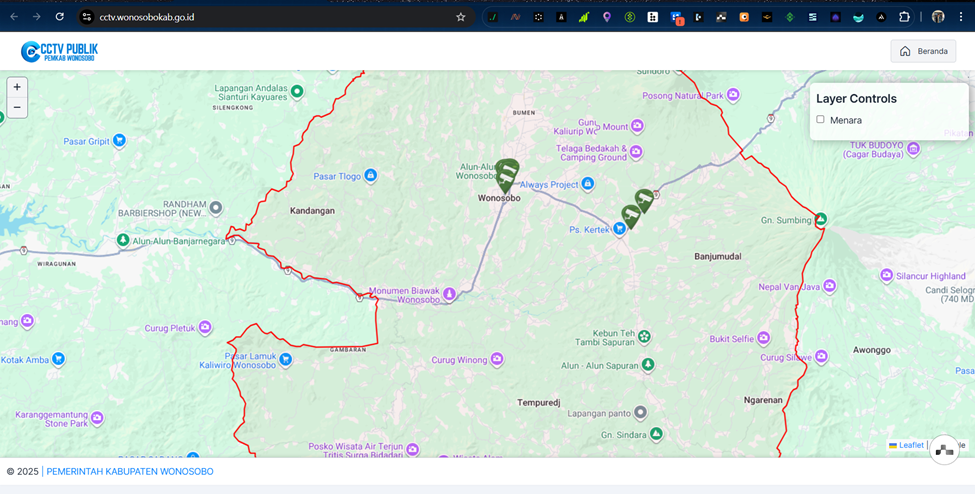 cctv.wonosobokab.go.id
CCTV PUBLIK
PEMKAB WONOSOBO
Beranda
+
−
Layer Controls
Menara
Lapangan Andalas
Sianturi Kayuares
SILENGKONG
Posong Natural Park
BUMEN
Mount
Kaliurip W
Telaga Bedakah &
Camping Ground
TUK BUDOYO
(Cagar Budaya)
Pasar Gripit
Pasar Tlogo
Alun-Alun
Wonosobo
Always Project
Wonosobo
RANDHAM
BARBIERSHOP (NEW...
Kandangan
Ps. Kertek
Gn. Sumbing
Alun-Alun-Banjarnegara
WIRAGUNAN
Banjumudal
Silancur Highland
Monumen Biawak
Wonosobo
Nepal Van Java
Candi Selog
(740 MD
Curug Pletuk
Kebun Teh
Tambi Sapuran
Bukit Selfie
GAMBARAN
Kotak Amba
Pasar Lamuk
Kaliwiro Wonosobo
Curug Winong
Alun - Alun Sapuran
Curug Silawe
Awonggo
Ngarenan
Tempuredj
Lapangan panto
Karanggemantung
Stone Park
Gn. Sindara
Posko Wisata Air Terjun
Tritis Surga Bidadari
Leaflet |
© 2025 | PEMERINTAH KABUPATEN WONOSOBO